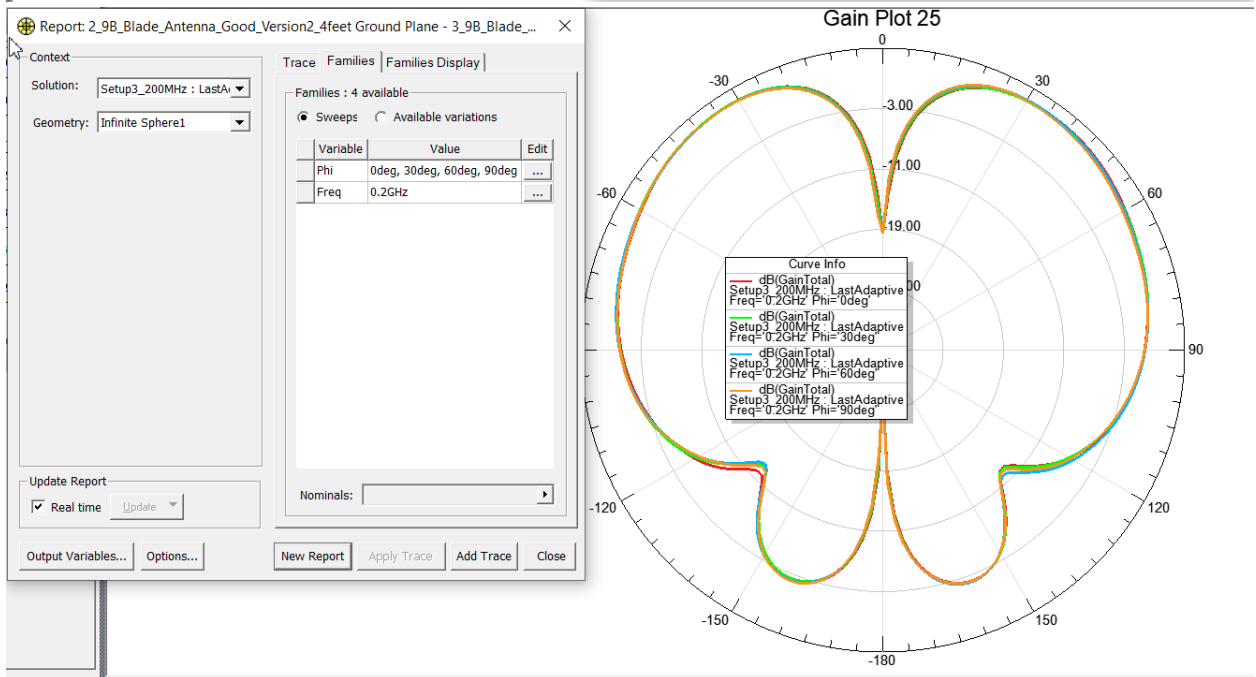 Report: 2_9B_Blade_Antenna_Good_Version2_4feet Ground Plane - 3_9B_Blade_...
Context
Solution:
Setup3_200MHz : LastAc
Geometry:
Infinite Sphere1
Update Report
Real time
Update
Output Variables...
Options...
Trace
Families
Families Display
Families : 4 available
Sweeps
Available variations
Variable
Value
Edit
Phi
0deg, 30deg, 60deg, 90deg
...
Freq
0.2GHz
...
Nominals:
New Report
Apply Trace
Add Trace
Close
Gain Plot 25
0
-30
30
-3.00
-11.00
-60
60
-19.00
90
-120
120
-150
150
-180
Curve Info
dB(GainTotal)
Setup3_200MHz : LastAdaptive
Freq='0.2GHz' Phi='0deg'
dB(GainTotal)
Setup3_200MHz : LastAdaptive
Freq='0.2GHz' Phi='30deg'
dB(GainTotal)
Setup3_200MHz : LastAdaptive
Freq='0.2GHz' Phi='60deg'
dB(GainTotal)
Setup3_200MHz : LastAdaptive
Freq='0.2GHz' Phi='90deg'